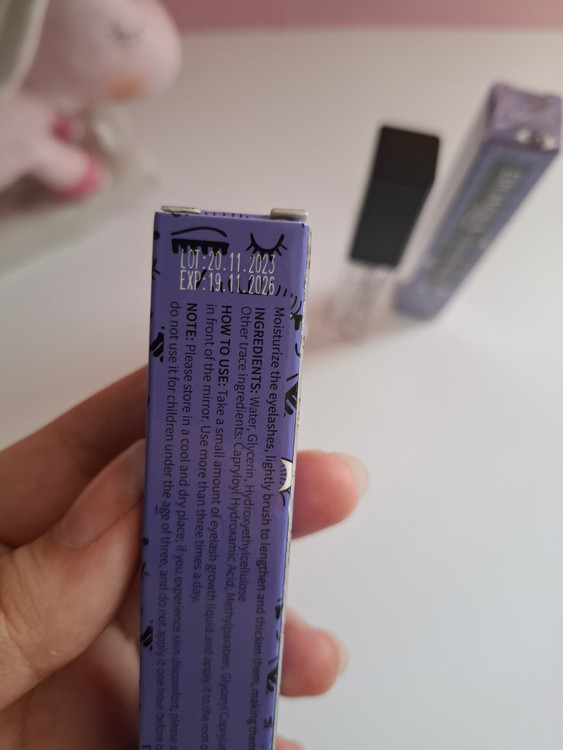 LOT:20.11.2023
EXP:19.11.2026
Moisturize the eyelashes, lightly brush to lengthen and thicken them, making them
INGREDIENTS: Water, Glycerin, Hydroxyethylcellulose
Other trace ingredients: Capryloyl Hydroxamic Acid, Methylparaben, Glyceryl
HOW TO USE: Take a small amount of eyelash growth liquid and apply it to the root
in front of the mirror. Use more than three times a day.
NOTE: Please store in a cool and dry place; if you experience skin discomfort, please
do not use it for children under the age of three, and do not apply it one hour before